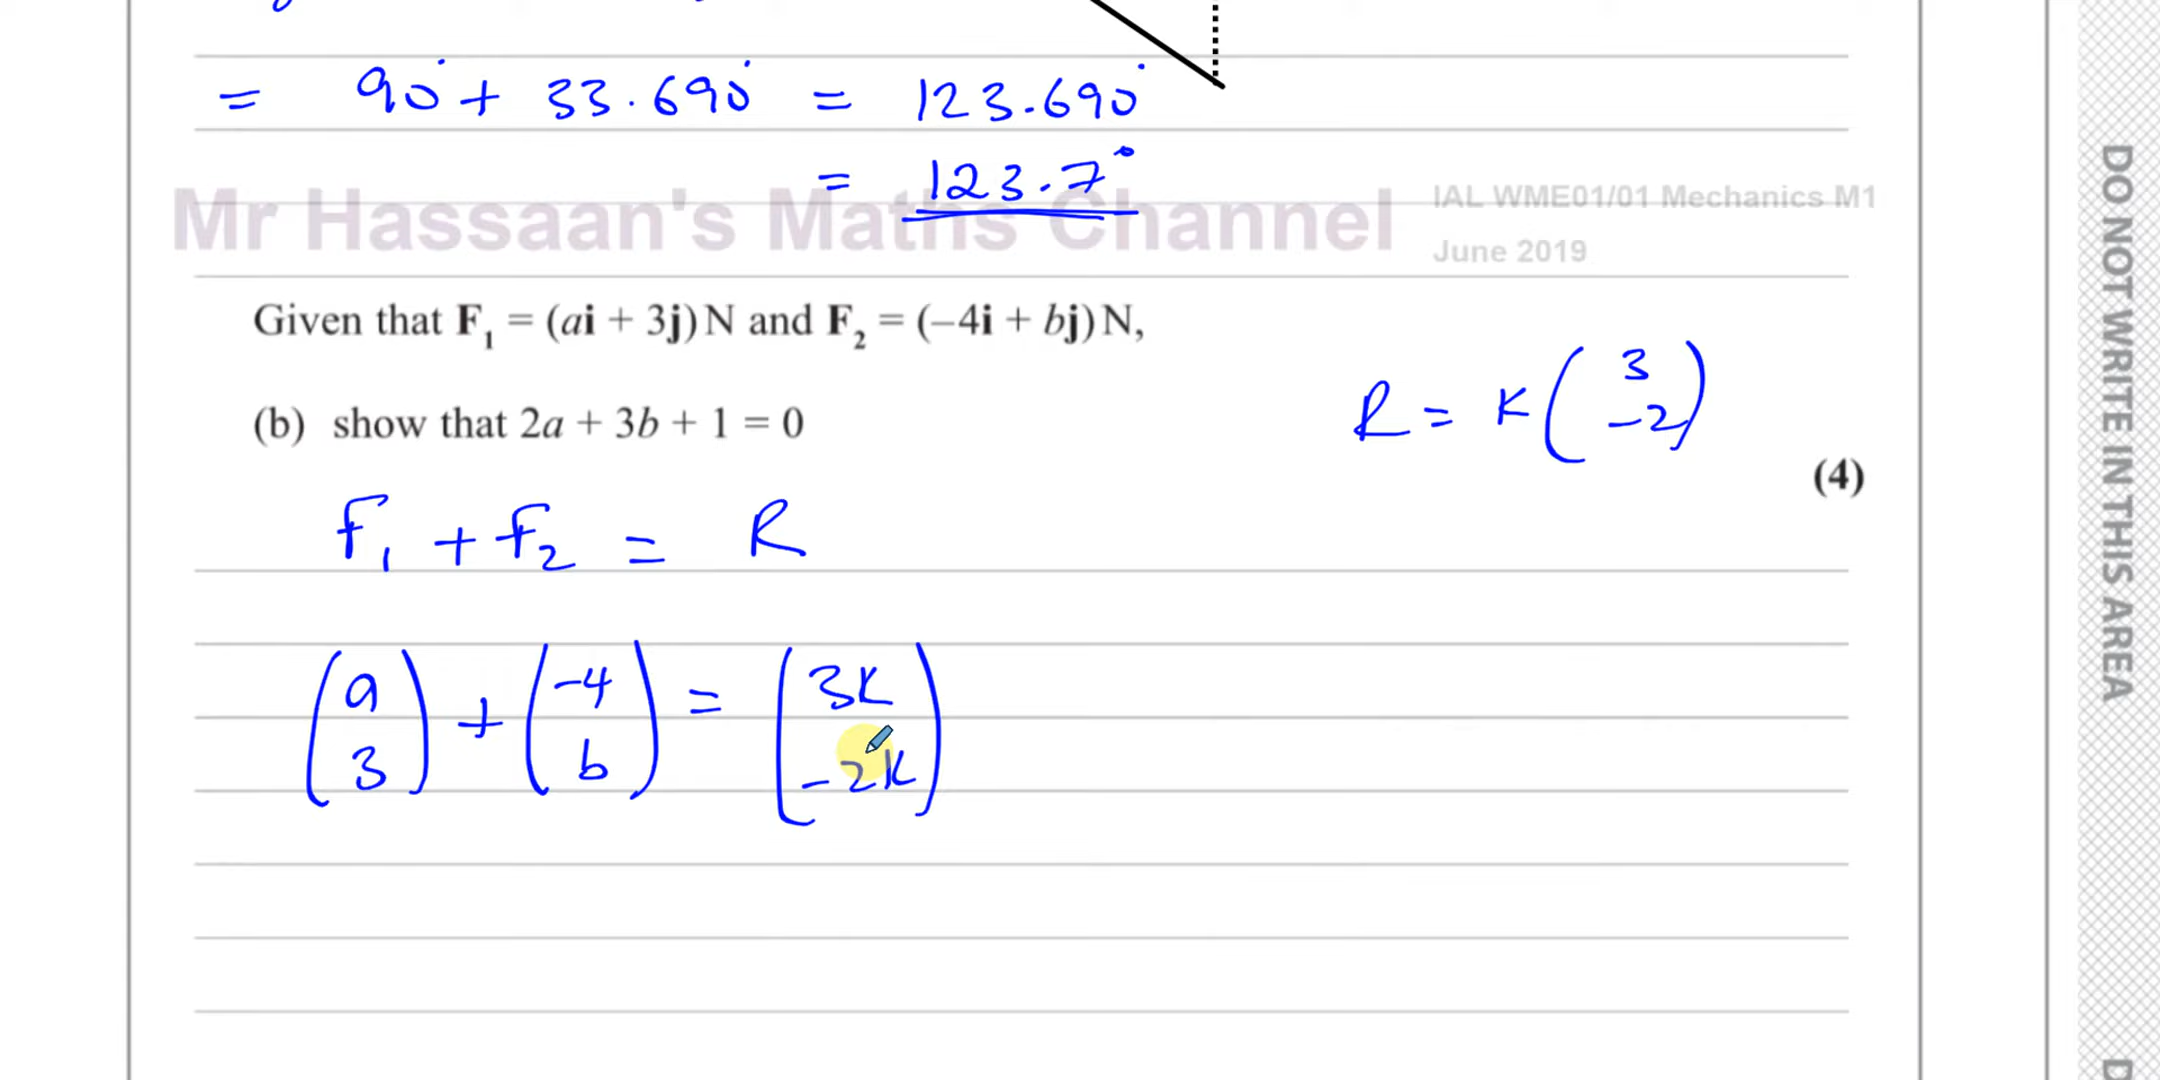 = 90° + 33.690° = 123.690°
= 123.7°
Mr Hassaan's Maths Channel
IAL WME01/01 Mechanics M1
June 2019
Given that F₁ = (ai + 3j) N and F₂ = (−4i + bj) N,
(b) show that 2a + 3b + 1 = 0
R = K(3
-2)
(4)
F₁ + F₂ = R
(a
3) + (-4
b) = (3K
-2K)
DO NOT WRITE IN THIS AREA
D